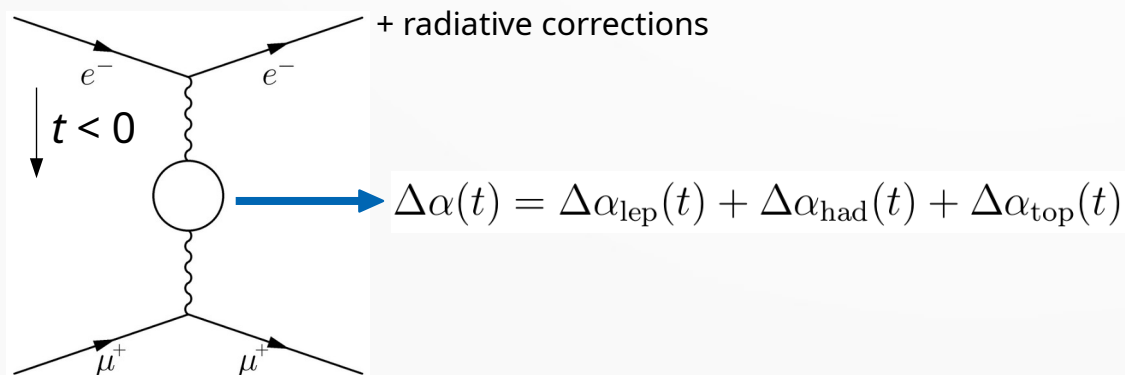 + radiative corrections
e⁻ e⁻
t < 0
Δα(t) = Δα_lep(t) + Δα_had(t) + Δα_top(t)
μ⁺ μ⁺